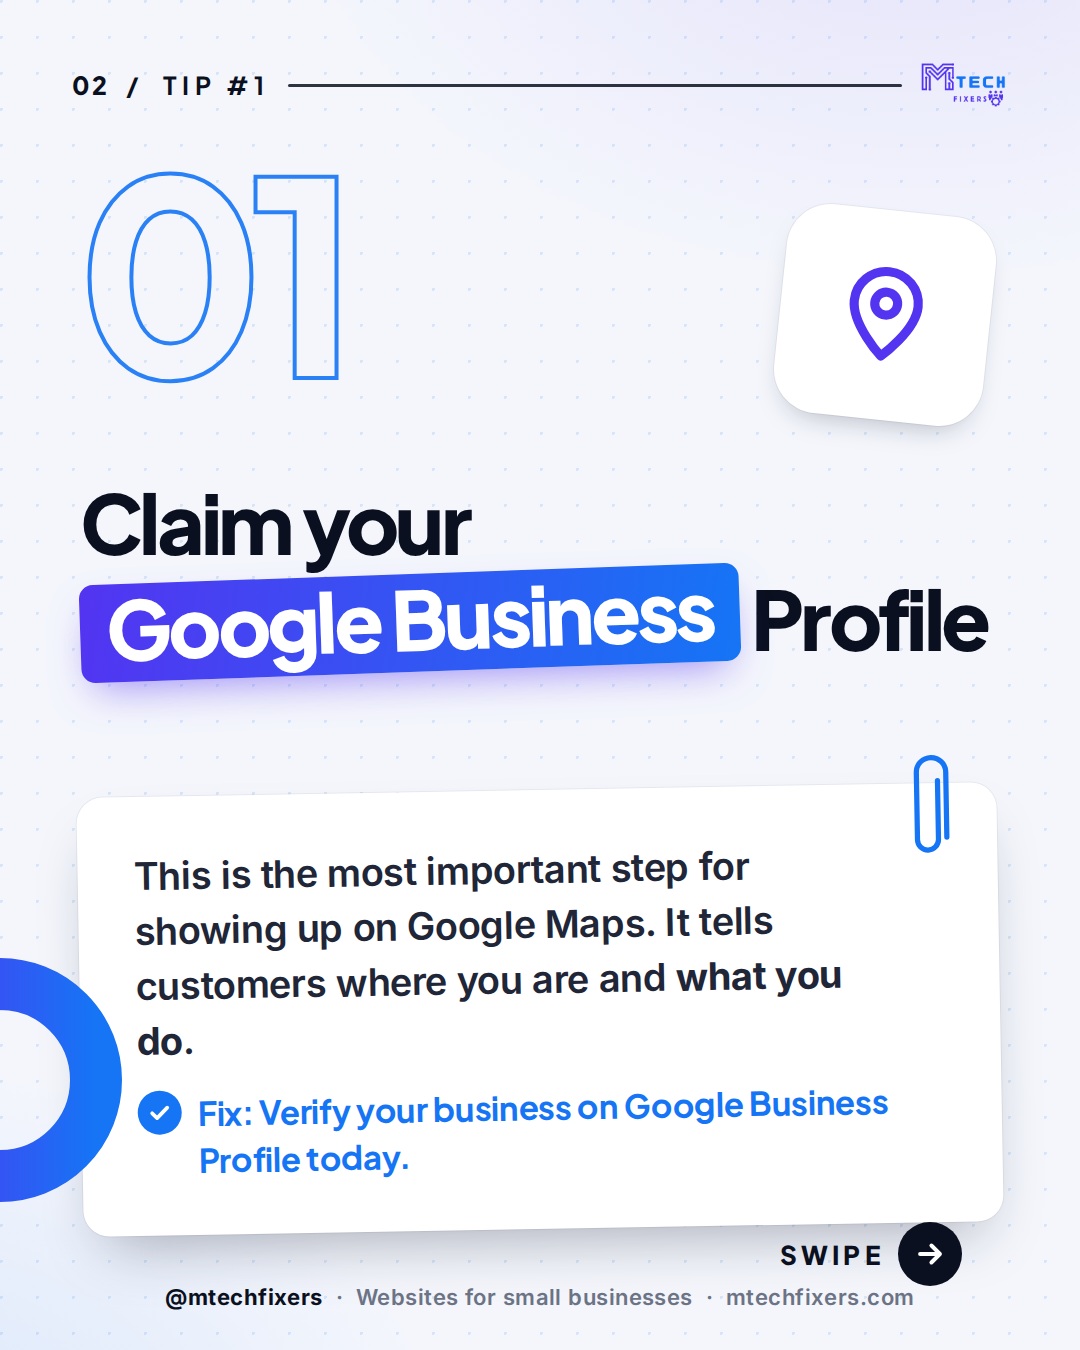 02 / TIP #1
MTECH
FIXERS
01
Claim your
Google Business Profile
This is the most important step for
showing up on Google Maps. It tells
customers where you are and what you
do.
Fix: Verify your business on Google Business
Profile today.
SWIPE
@mtechfixers · Websites for small businesses · mtechfixers.com